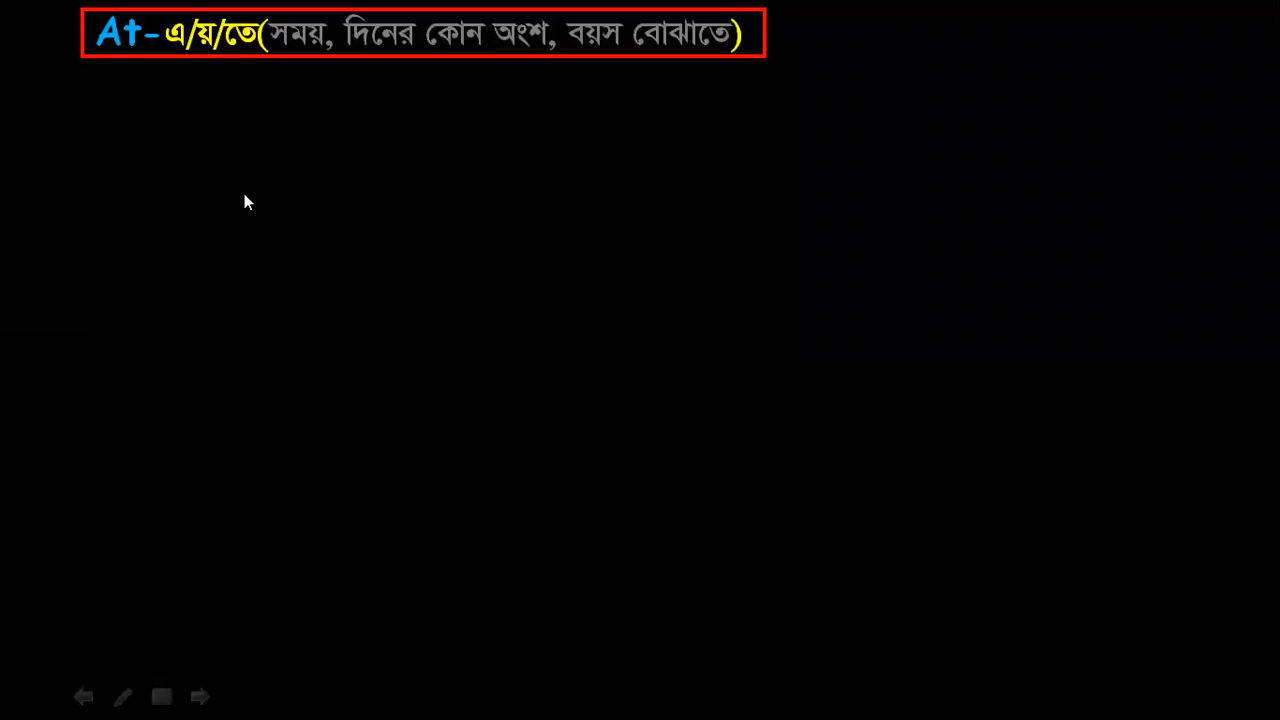 At-এ/য়/তে(সময়, দিনের কোন অংশ, বয়স বোঝাতে)